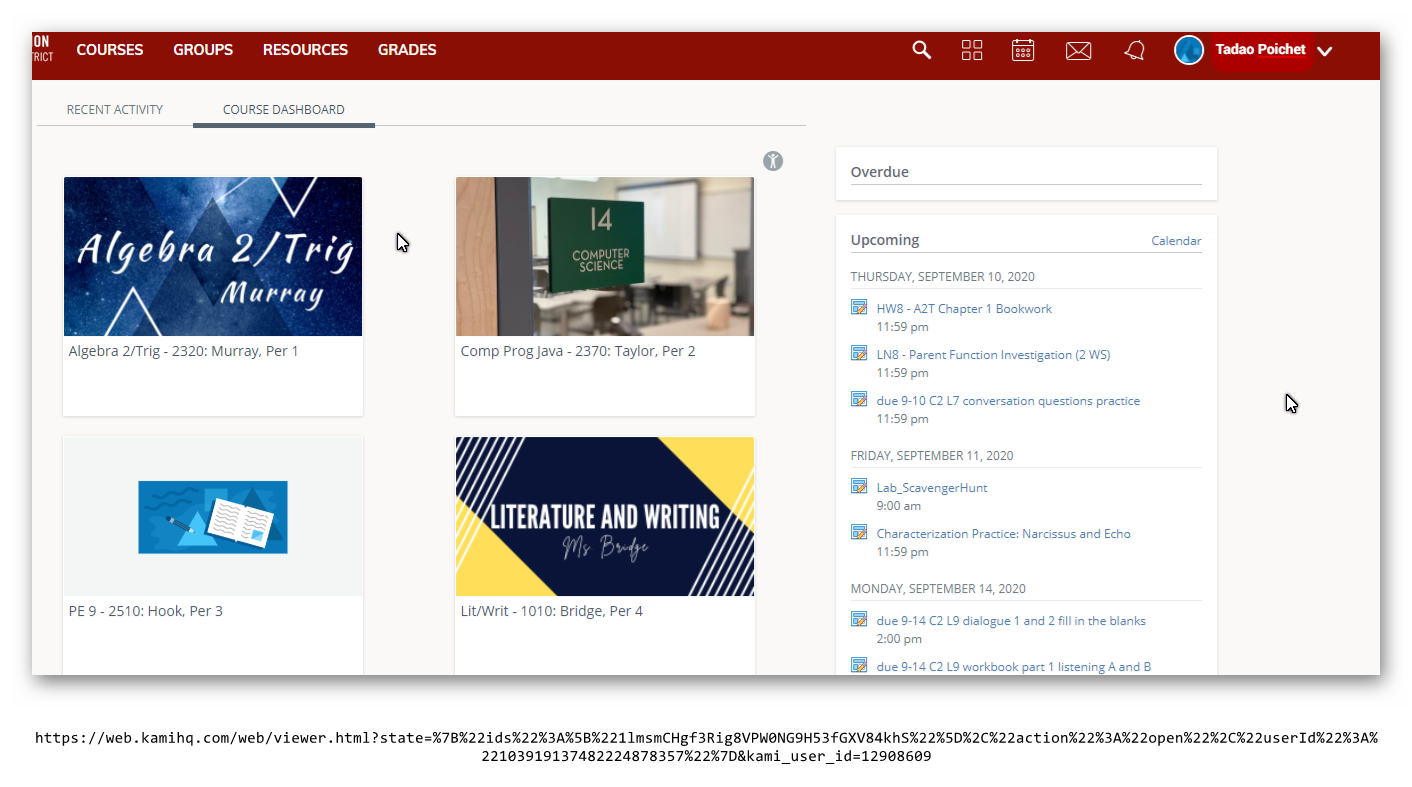 ON
TRICT
COURSES GROUPS RESOURCES GRADES
Tadao Poichet
RECENT ACTIVITY COURSE DASHBOARD
Algebra 2/Trig
Murray
Algebra 2/Trig - 2320: Murray, Per 1
14
COMPUTER
SCIENCE
Comp Prog Java - 2370: Taylor, Per 2
PE 9 - 2510: Hook, Per 3
LITERATURE AND WRITING
Ms Bridge
Lit/Writ - 1010: Bridge, Per 4
Overdue
Upcoming Calendar
THURSDAY, SEPTEMBER 10, 2020
HW8 - A2T Chapter 1 Bookwork
11:59 pm
LN8 - Parent Function Investigation (2 WS)
11:59 pm
due 9-10 C2 L7 conversation questions practice
11:59 pm
FRIDAY, SEPTEMBER 11, 2020
Lab_ScavengerHunt
9:00 am
Characterization Practice: Narcissus and Echo
11:59 pm
MONDAY, SEPTEMBER 14, 2020
due 9-14 C2 L9 dialogue 1 and 2 fill in the blanks
2:00 pm
due 9-14 C2 L9 workbook part 1 listening A and B
https://web.kamihq.com/web/viewer.html?state=%7B%22ids%22%3A%5B%221lmsmCHgf3Rig8VPW0NG9H53fGXV84khS%22%5D%2C%22action%22%3A%22open%22%2C%22userId%22%3A%
22103919137482224878357%22%7D&kami_user_id=12908609